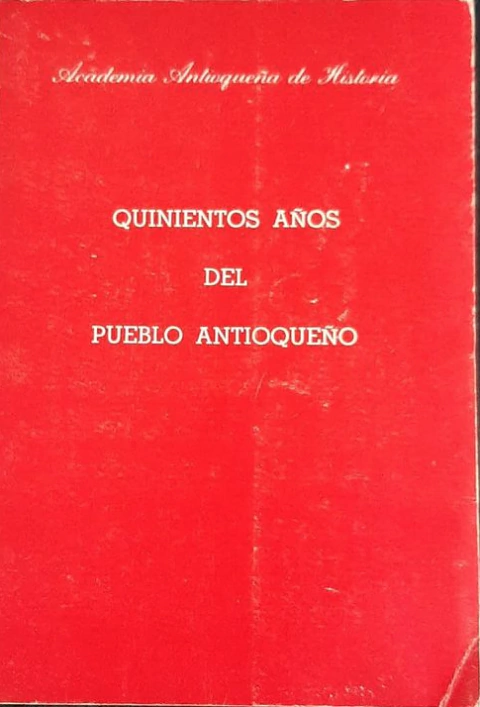 Academia Antioqueña de Historia
QUINIENTOS AÑOS
DEL
PUEBLO ANTIOQUEÑO